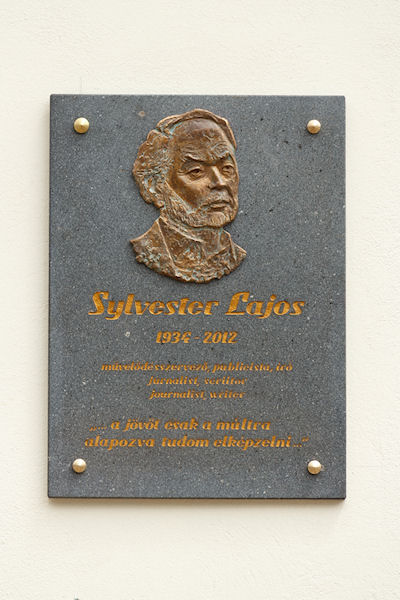 Sylvester Lajos
1934 - 2012
művelődésszervező, publicista, író
jurnalist, scriitor
journalist, writer
„... a jövőt csak a múltra
alapozva tudom elképzelni ..."